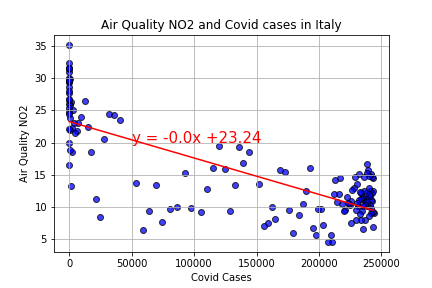 Air Quality NO2 and Covid cases in Italy
35
30
25
20
15
10
5
Air Quality NO2
y = -0.0x +23.24
0 50000 100000 150000 200000 250000
Covid Cases